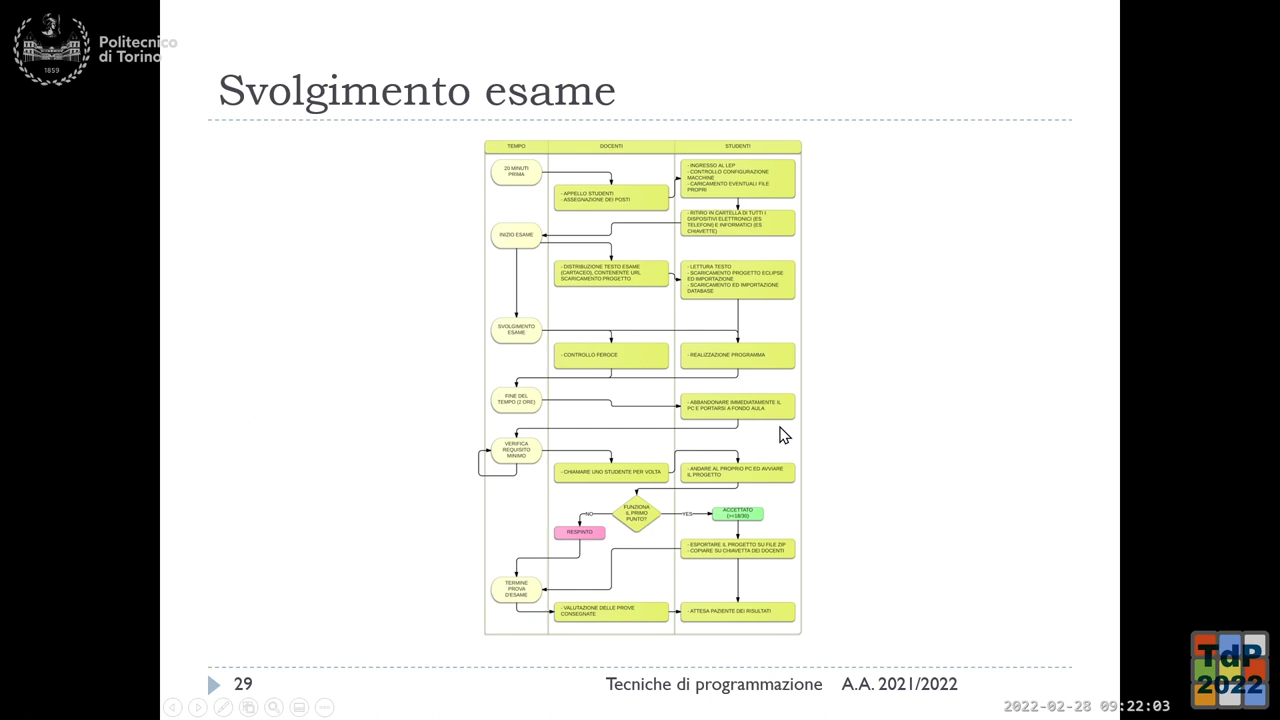 Politecnico
di Torino
1859
Svolgimento esame
TEMPO
DOCENTI
STUDENTI
20 MINUTI
PRIMA
- APPELLO STUDENTI
- ASSEGNAZIONE DEI POSTI
- INGRESSO AL LEP
- CONTROLLO CONFIGURAZIONE
MACCHINE
- CARICAMENTO EVENTUALI FILE
PROPRI
- RITIRO IN CARTELLA DI TUTTI I
DISPOSITIVI ELETTRONICI (ES
TELEFONI) E INFORMATICI (ES
CHIAVETTE)
INIZIO ESAME
- DISTRIBUZIONE TESTO ESAME
(CARTACEO), CONTENENTE URL
SCARICAMENTO PROGETTO
- LETTURA TESTO
- SCARICAMENTO PROGETTO ECLIPSE
ED IMPORTAZIONE
- SCARICAMENTO ED IMPORTAZIONE
DATABASE
SVOLGIMENTO
ESAME
- CONTROLLO FEROCE
- REALIZZAZIONE PROGRAMMA
FINE DEL
TEMPO (2 ORE)
- ABBANDONARE IMMEDIATAMENTE IL
PC E PORTARSI A FONDO AULA
VERIFICA
REQUISITO
MINIMO
- CHIAMARE UNO STUDENTE PER VOLTA
- ANDARE AL PROPRIO PC ED AVVIARE
IL PROGETTO
FUNZIONA
IL PRIMO
PUNTO?
NO
YES
ACCETTATO
(>=18/30)
RESPINTO
- ESPORTARE IL PROGETTO SU FILE ZIP
- COPIARE SU CHIAVETTA DEI DOCENTI
TERMINE
PROVA
D'ESAME
- VALUTAZIONE DELLE PROVE
CONSEGNATE
- ATTESA PAZIENTE DEI RISULTATI
29
Tecniche di programmazione A.A. 2021/2022
TdP
2022
2022-02-28 09:22:03